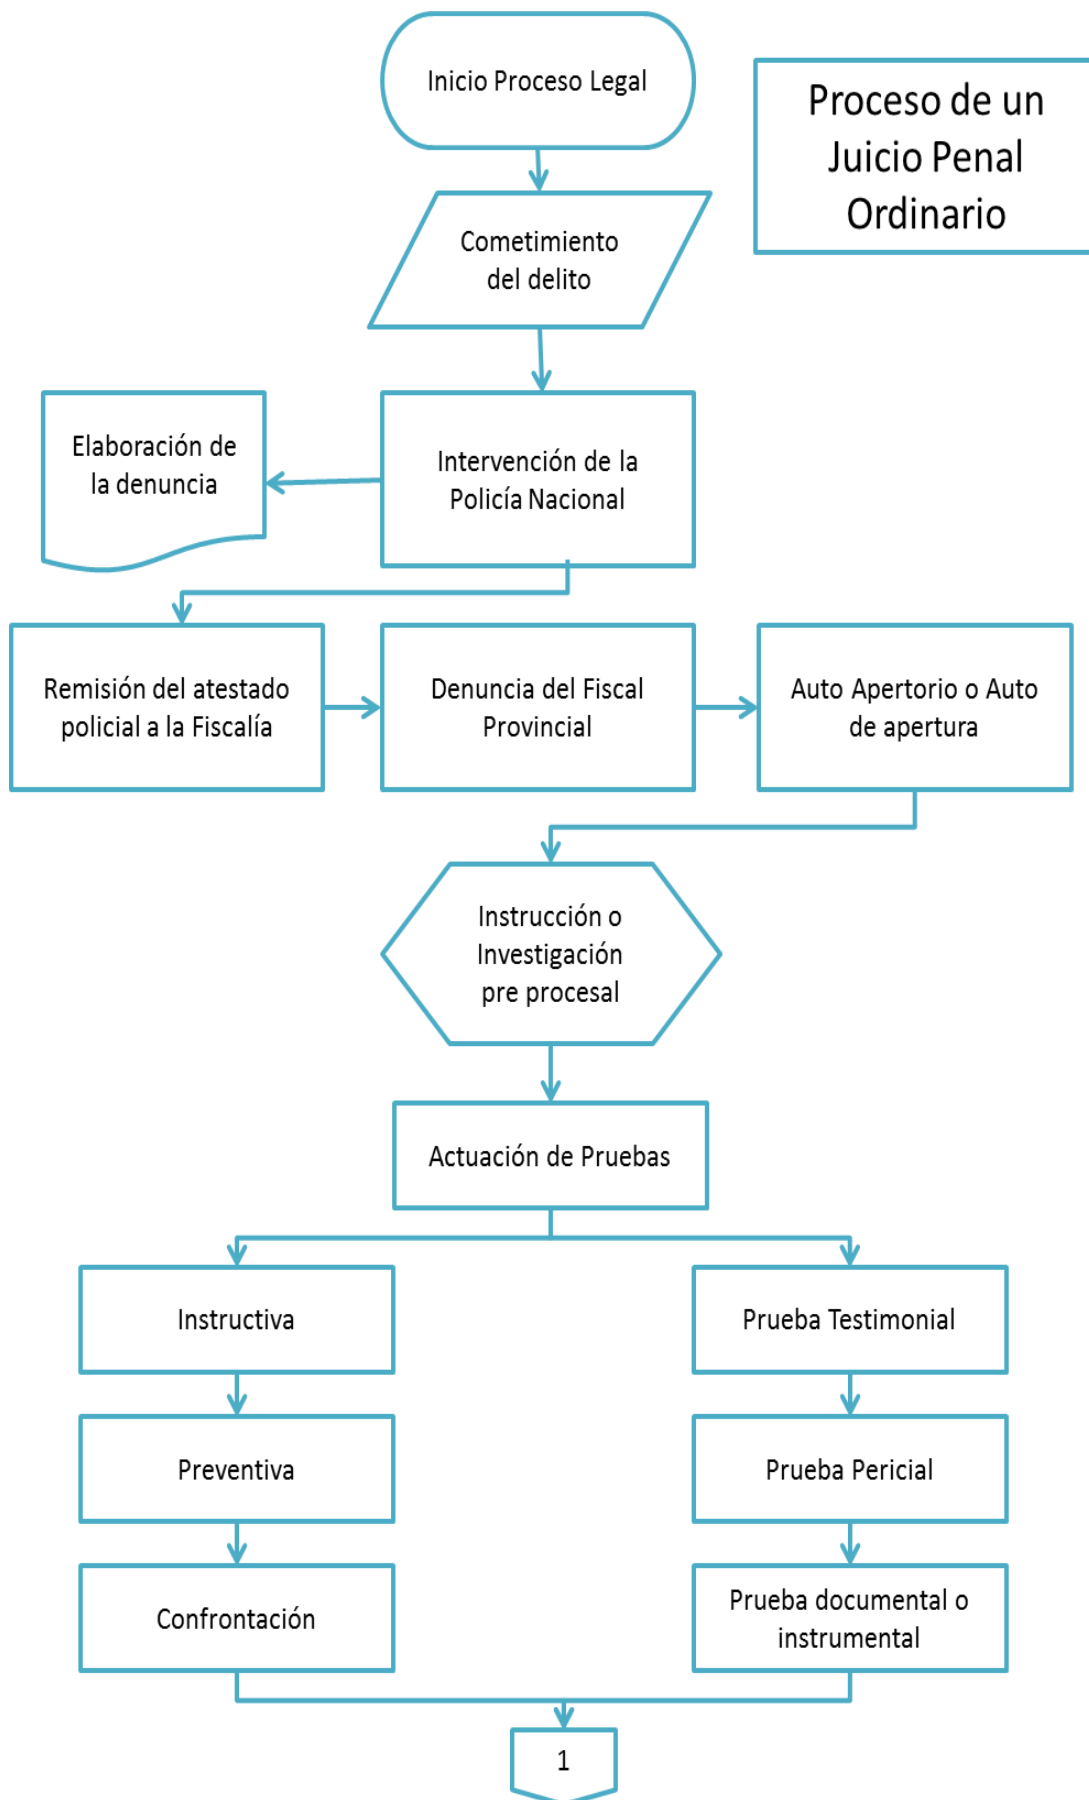 Inicio Proceso Legal
Proceso de un
Juicio Penal
Ordinario
Cometimiento
del delito
Elaboración de
la denuncia
Intervención de la
Policía Nacional
Remisión del atestado
policial a la Fiscalía
Denuncia del Fiscal
Provincial
Auto Apertorio o Auto
de apertura
Instrucción o
Investigación
pre procesal
Actuación de Pruebas
Instructiva
Prueba Testimonial
Preventiva
Prueba Pericial
Confrontación
Prueba documental o
instrumental
1